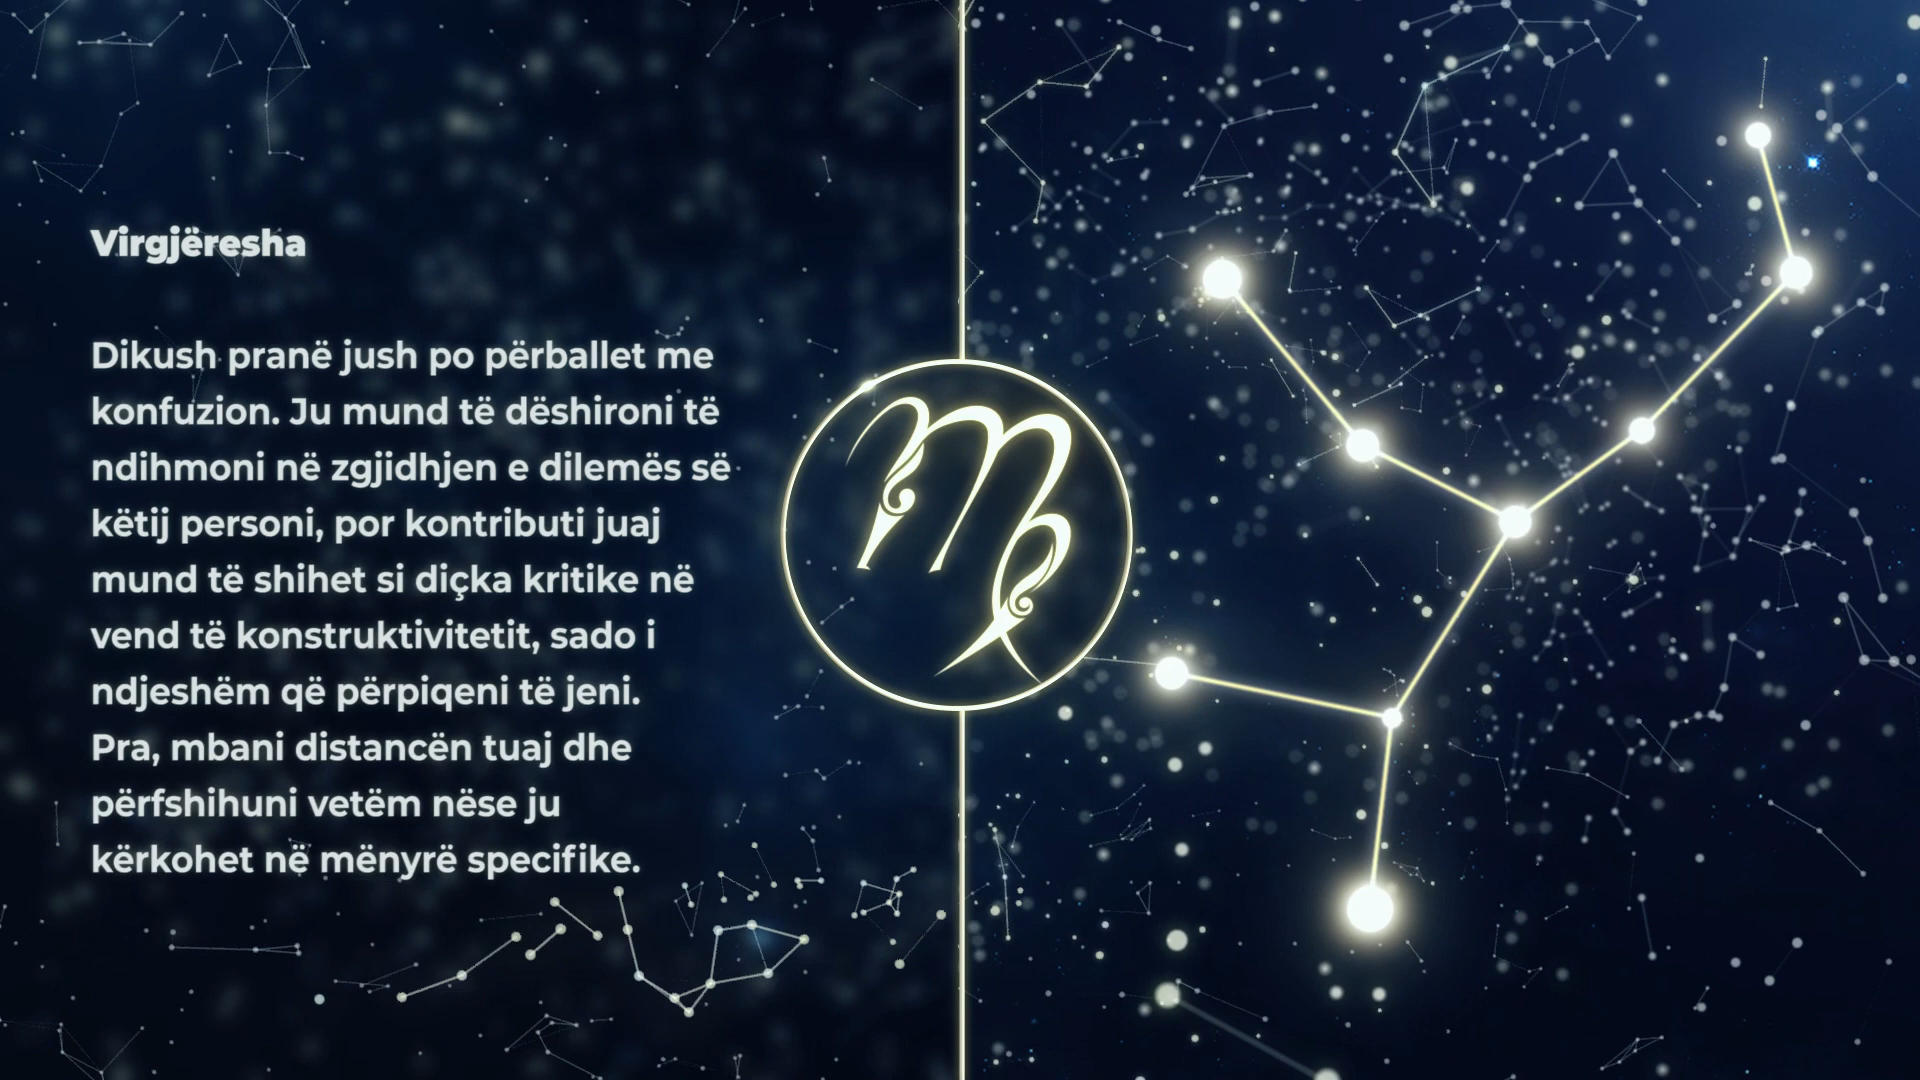 Virgjëresha
Dikush pranë jush po përballet me
konfuzion. Ju mund të dëshironi të
ndihmoni në zgjidhjen e dilemës së
këtij personi, por kontributi juaj
mund të shihet si diçka kritike në
vend të konstruktivitetit, sado i
ndjeshëm që përpiqeni të jeni.
Pra, mbani distancën tuaj dhe
përfshihuni vetëm nëse ju
kërkohet në mënyrë specifike.